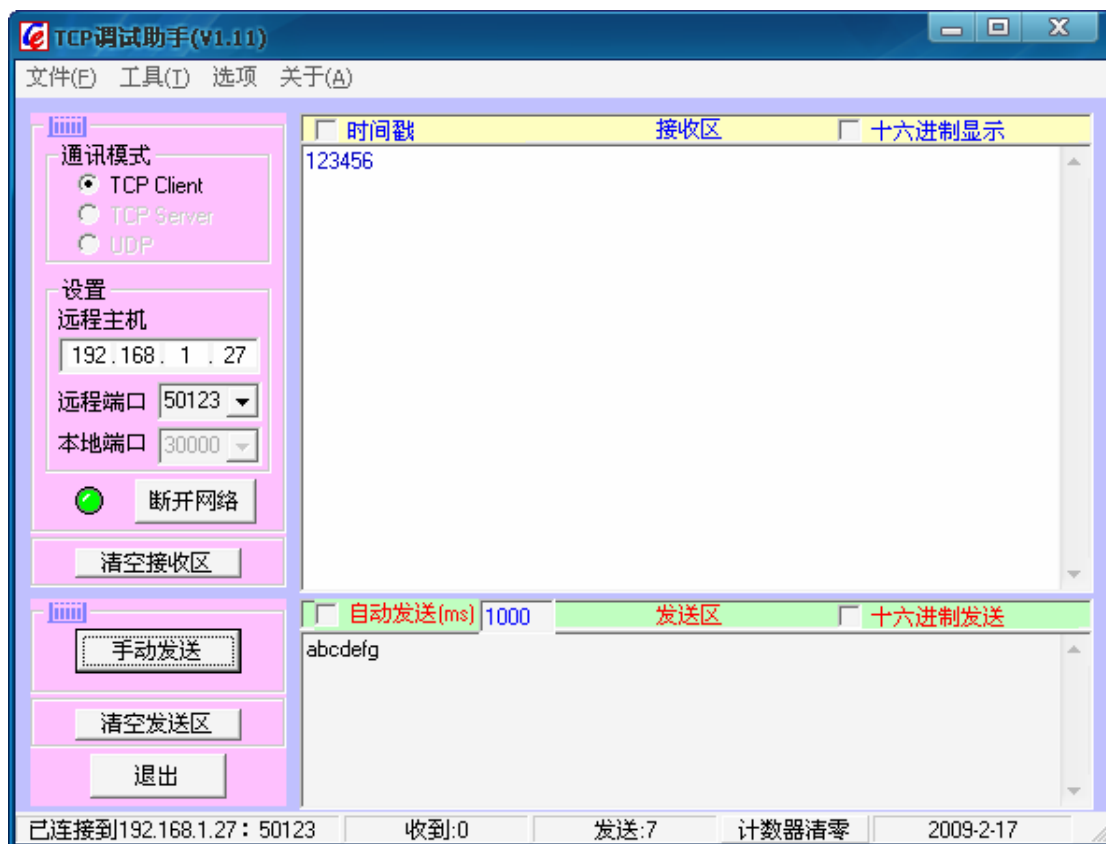 TCP调试助手(V1.11)
文件(F) 工具(T) 选项 关于(A)
通讯模式
TCP Client
TCP Server
UDP
设置
远程主机
192 . 168 . 1 . 27
远程端口 50123
本地端口 30000
断开网络
清空接收区
时间戳 接收区 十六进制显示
123456
手动发送
清空发送区
退出
自动发送(ms) 1000 发送区 十六进制发送
abcdefg
已连接到192.168.1.27：50123 收到:0 发送:7 计数器清零 2009-2-17